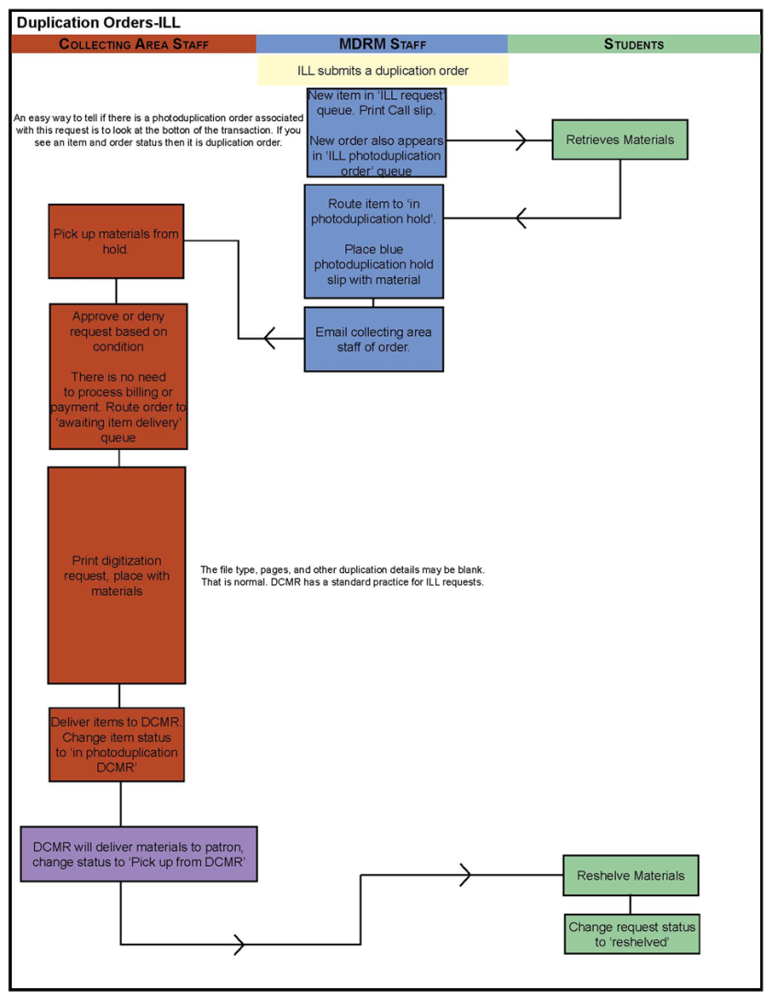 Duplication Orders-ILL
Collecting Area Staff
MDRM Staff
Students
ILL submits a duplication order
New item in ‘ILL request’
queue. Print Call slip.
New order also appears
in ‘ILL photoduplication
order’ queue
An easy way to tell if there is a photoduplication order associated
with this request is to look at the botton of the transaction. If you
see an item and order status then it is duplication order.
Retrieves Materials
Route item to ‘in
photoduplication hold’.
Place blue
photoduplication hold
slip with material
Pick up materials from
hold.
Email collecting area
staff of order.
Approve or deny
request based on
condition
There is no need
to process billing or
payment. Route order to
‘awaiting item delivery’
queue
Print digitization
request, place with
materials
The file type, pages, and other duplication details may be blank.
That is normal. DCMR has a standard practice for ILL requests.
Deliver items to DCMR.
Change item status
to ‘in photoduplication
DCMR’
DCMR will deliver materials to patron,
change status to ‘Pick up from DCMR’
Reshelve Materials
Change request status
to ‘reshelved’